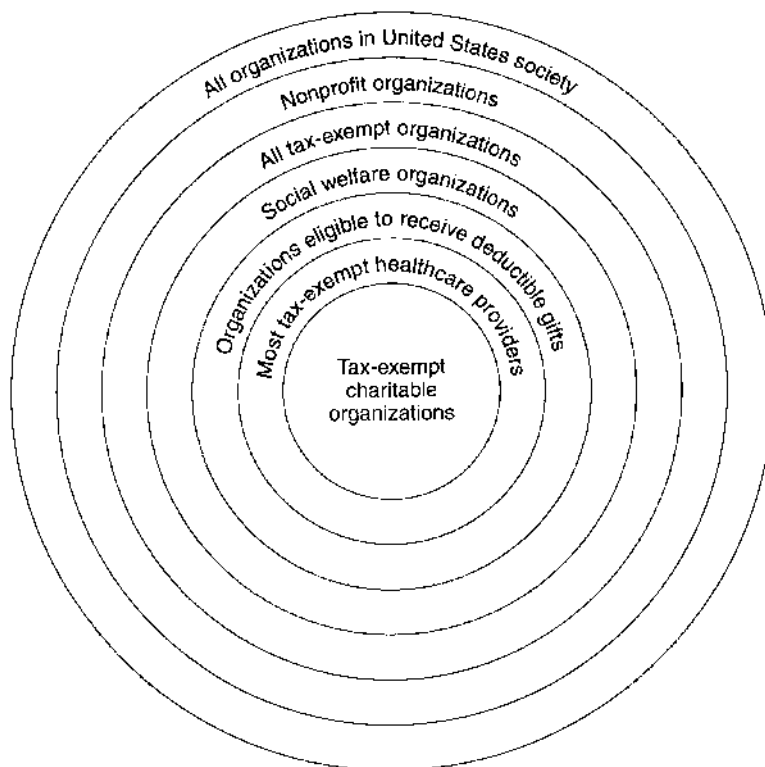 All organizations in United States society
Nonprofit organizations
All tax-exempt organizations
Social welfare organizations
Organizations eligible to receive deductible gifts
Most tax-exempt healthcare providers
Tax-exempt
charitable
organizations